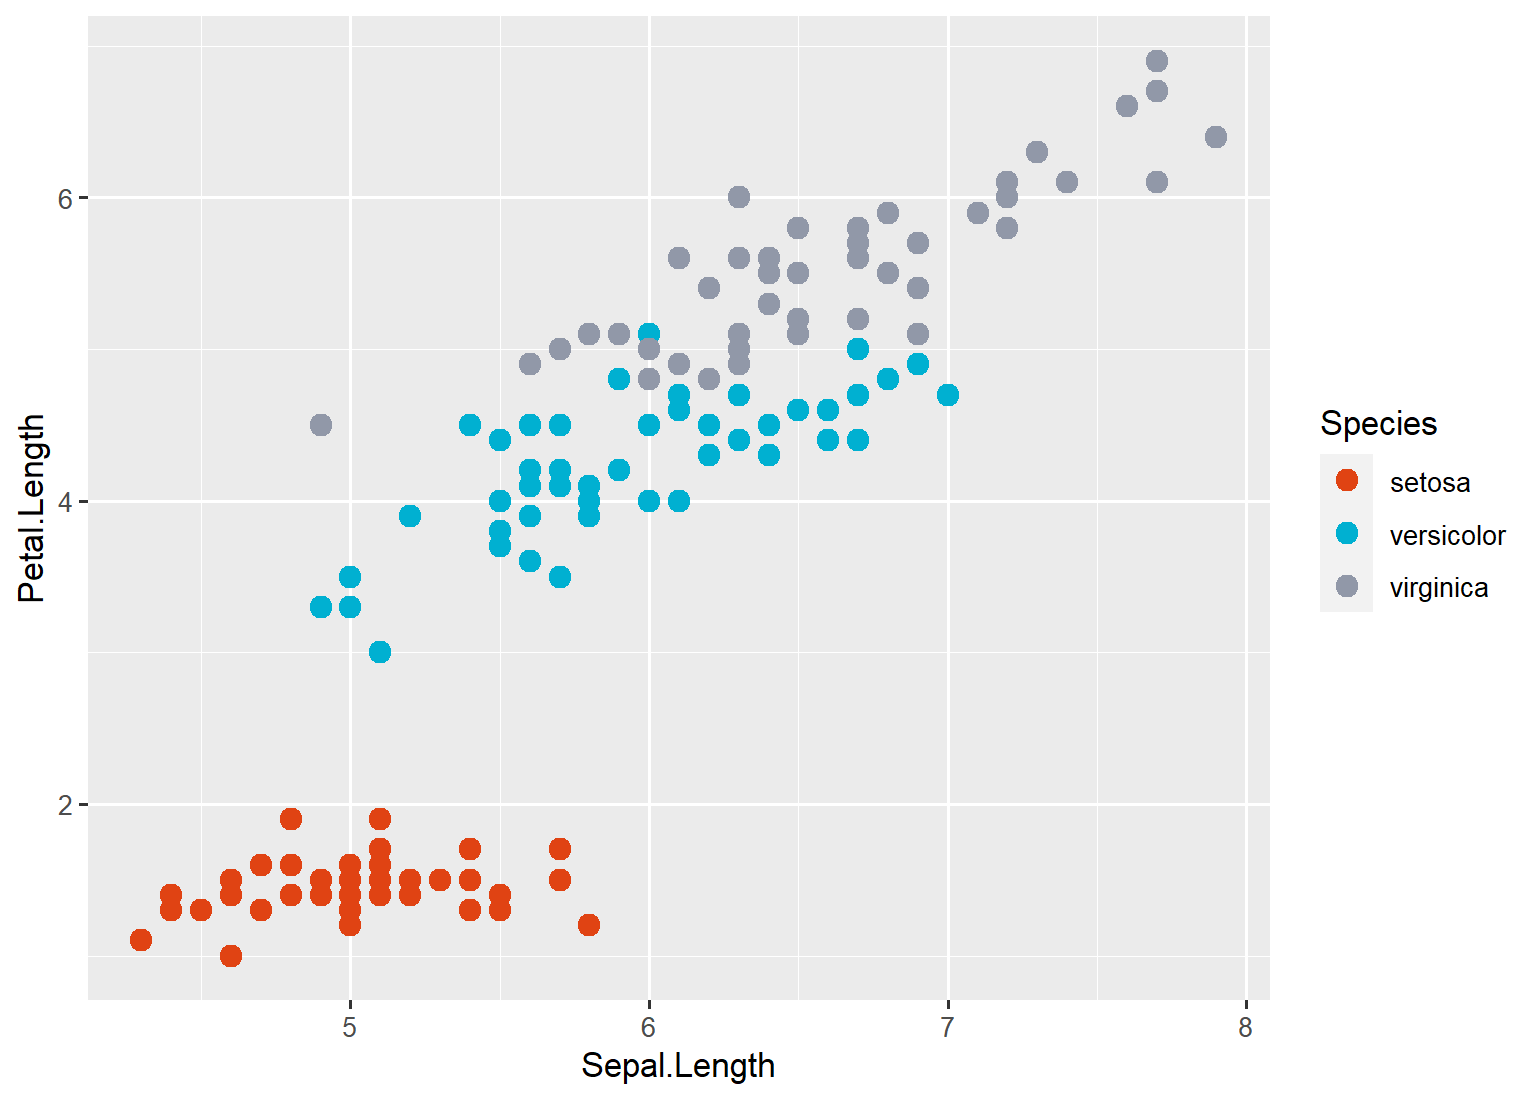 6
4
2
5 6 7 8
Petal.Length
Sepal.Length
Species
setosa
versicolor
virginica